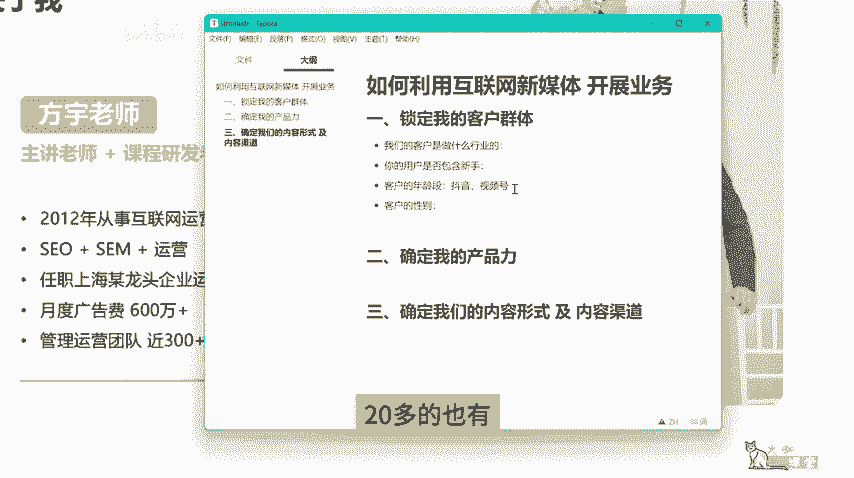 方宇老师
主讲老师 + 课程研发
2012年从事互联网运营
SEO + SEM + 运营
任职上海某龙头企业运
月度广告费 600万+
管理运营团队 近300+
文件(F) 编辑(E) 段落(P) 格式(O) 视图(V) 主题(T) 帮助(H)
文件 大纲
如何利用互联网新媒体 开展业务
一、锁定我的客户群体
二、确定我的产品力
三、确定我们的内容形式 及
内容渠道
如何利用互联网新媒体 开展业务
一、锁定我的客户群体
我们的客户是做什么行业的：
你的用户是否包含新手：
客户的年龄段：抖音、视频号
客户的性别：
二、确定我的产品力
三、确定我们的内容形式 及 内容渠道
20多的也有